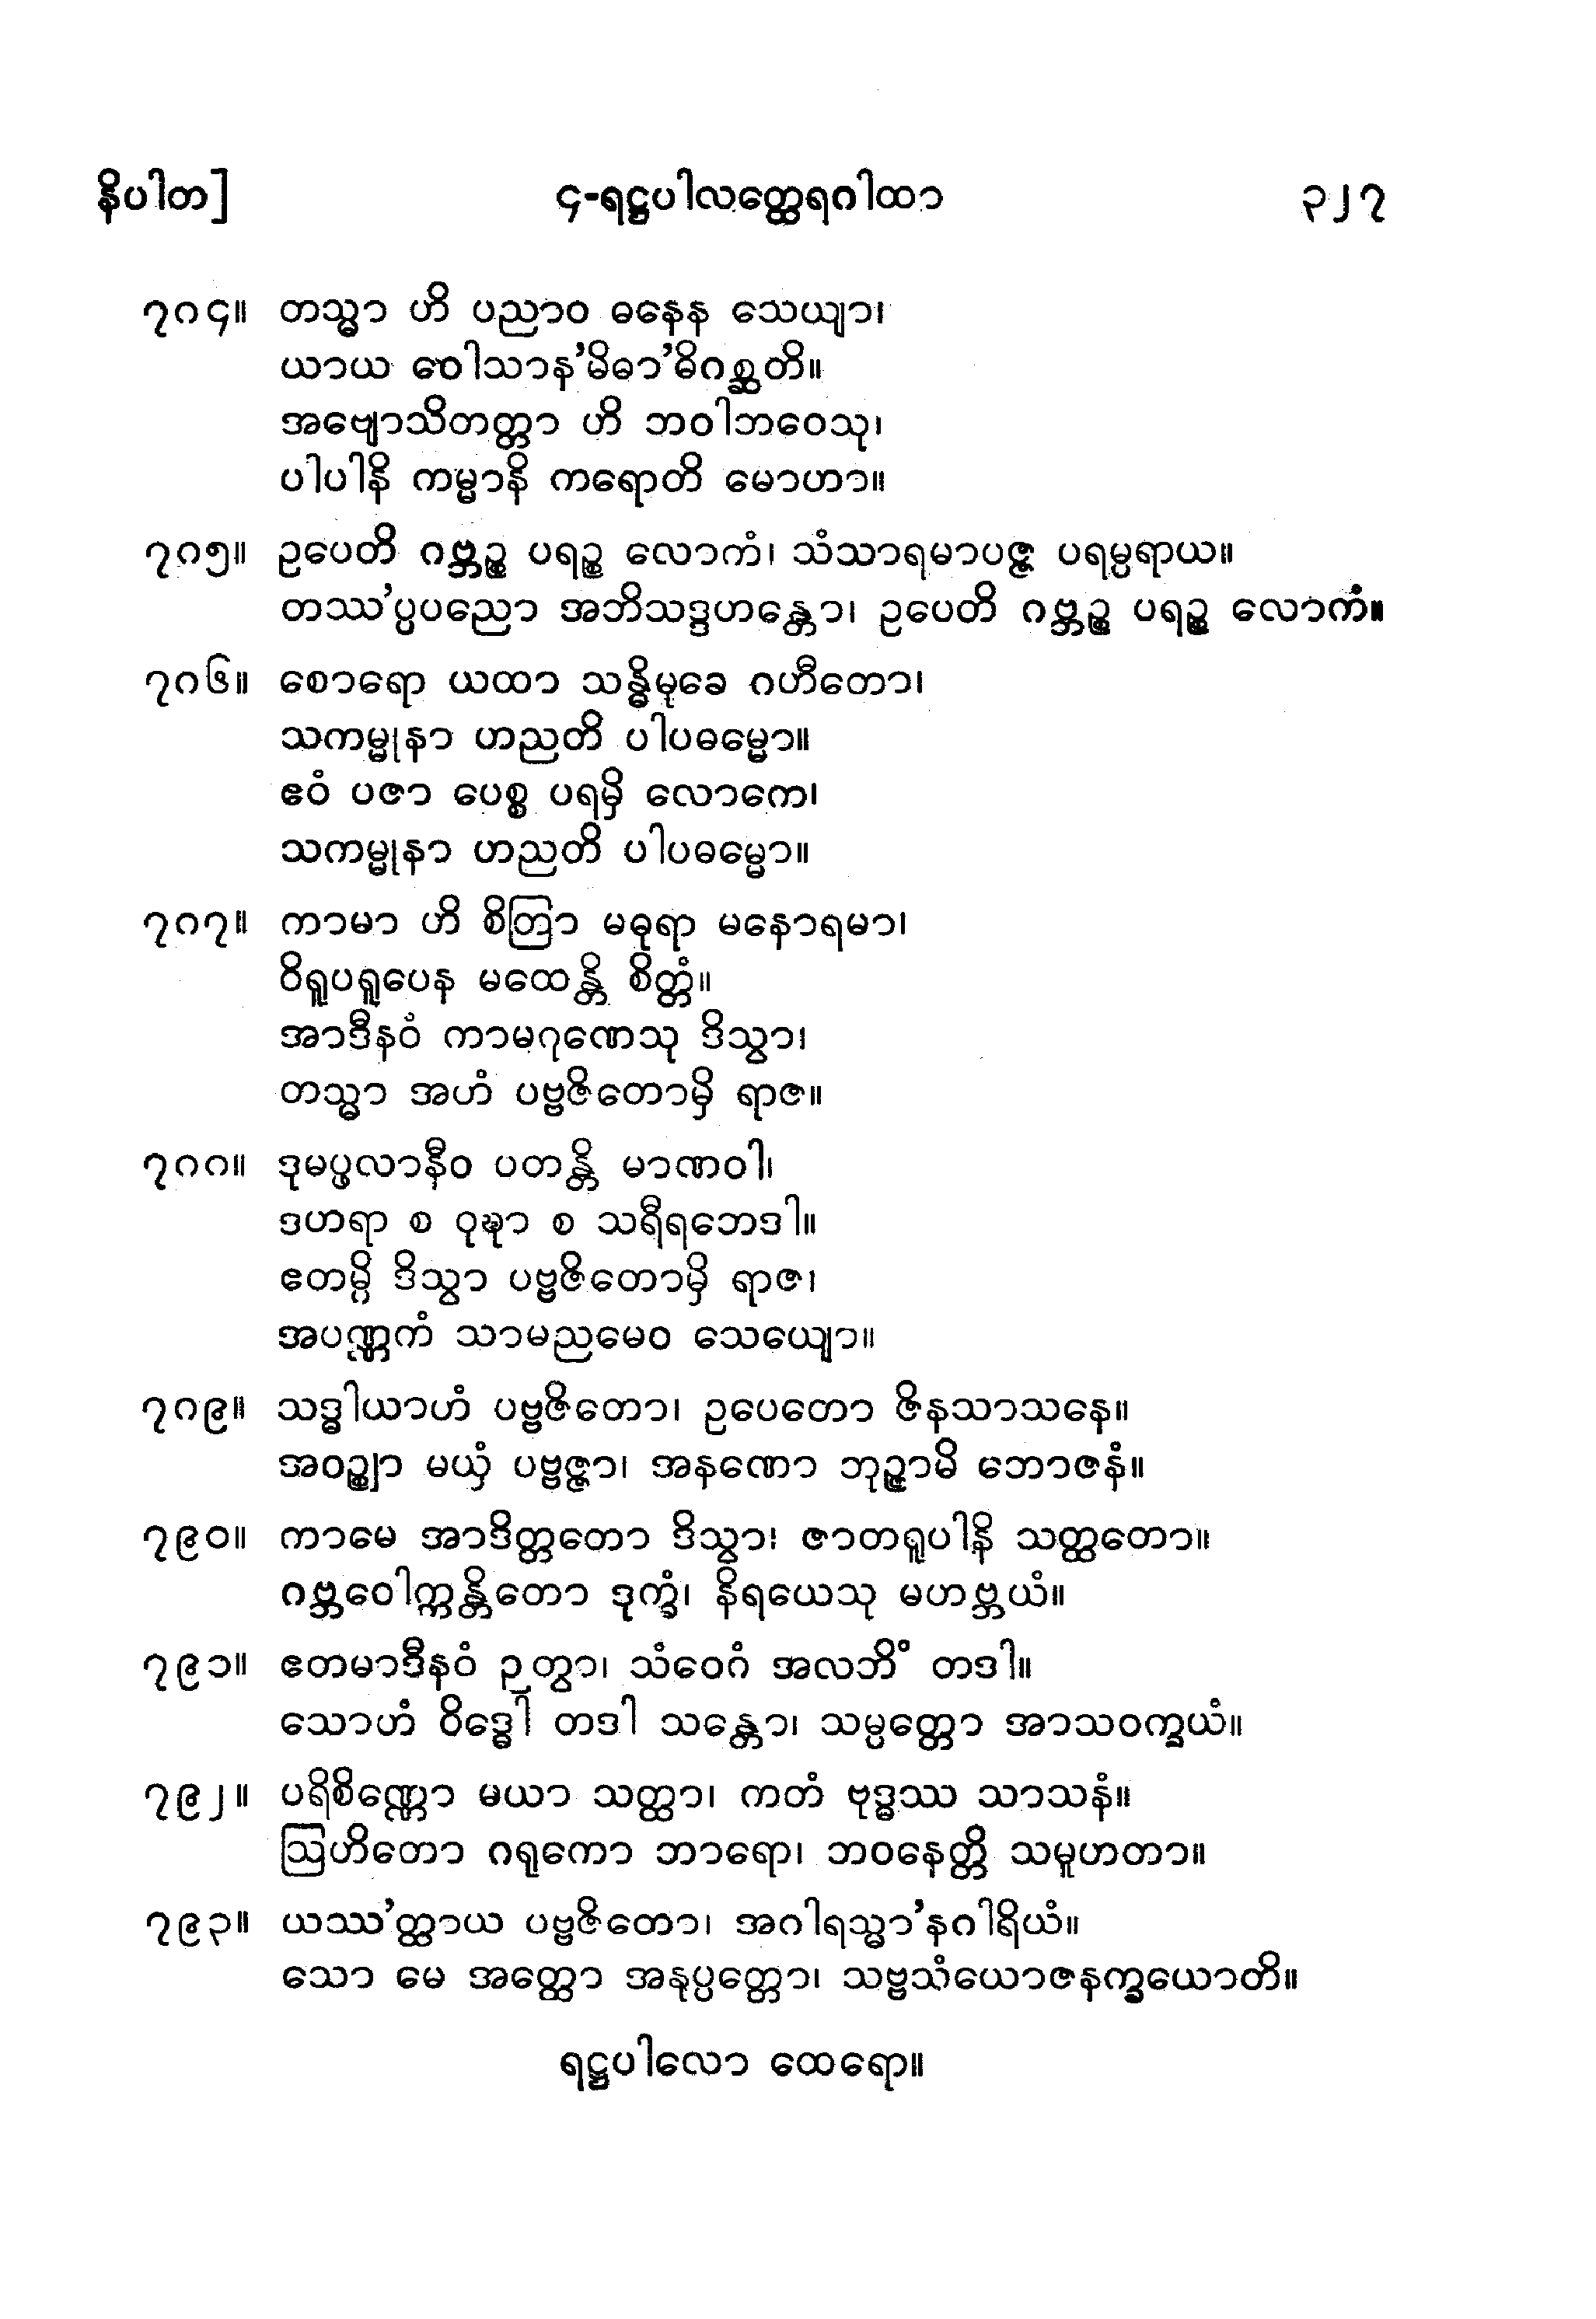 နိပါတ] ၄-ရဋ္ဌပါလတ္ထေရဂါထာ ၃၂၇
၇၈၄။ တသ္မာ ဟိ ပညာဝ ဓနေန သေယျာ၊
ယာယ ဝေါသာန'မိဓာ'ဓိဂစ္ဆတိ။
အဗျောသိတတ္တာ ဟိ ဘဝါဘဝေသု၊
ပါပါနိ ကမ္မာနိ ကရောတိ မောဟာ။
၇၈၅။ ဥပေတိ ဂဗ္ဘဉ္စ ပရဉ္စ လောကံ၊ သံသာရမာပဇ္ဇ ပရမ္ပရာယ။
တဿ'ပ္ပပညော အဘိသဒ္ဒဟန္တော၊ ဥပေတိ ဂဗ္ဘဉ္စ ပရဉ္စ လောကံ။
၇၈၆။ စောရော ယထာ သန္ဓိမုခေ ဂဟီတော၊
သကမ္မုနာ ဟညတိ ပါပဓမ္မော။
ဧဝံ ပဇာ ပေစ္စ ပရမှိ လောကေ၊
သကမ္မုနာ ဟညတိ ပါပဓမ္မော။
၇၈၇။ ကာမာ ဟိ စိတြာ မဓုရာ မနောရမာ၊
ဝိရူပရူပေန မထေန္တိ စိတ္တံ။
အာဒီနဝံ ကာမဂုဏေသု ဒိသွာ၊
တသ္မာ အဟံ ပဗ္ဗဇိတောမှိ ရာဇ။
၇၈၈။ ဒုမပ္ဖလာနီဝ ပတန္တိ မာဏဝါ၊
ဒဟရာ စ ဝုဍ္ဎာ စ သရီရဘေဒါ။
ဧတမ္ပိ ဒိသွာ ပဗ္ဗဇိတောမှိ ရာဇ၊
အပဏ္ဏကံ သာမညမေဝ သေယျော။
၇၈၉။ သဒ္ဓါယာဟံ ပဗ္ဗဇိတော၊ ဥပေတော ဇိနသာသနေ။
အဝဉ္ဈာ မယှံ ပဗ္ဗဇ္ဇာ၊ အနဏော ဘုဉ္ဇာမိ ဘောဇနံ။
၇၉၀။ ကာမေ အာဒိတ္တတော ဒိသွာ၊ ဇာတရူပါနိ သတ္ထတော။
ဂဗ္ဘဝေါက္ကန္တိတော ဒုက္ခံ၊ နိရယေသု မဟဗ္ဘယံ။
၇၉၁။ ဧတမာဒီနဝံ ဉတွာ၊ သံဝေဂံ အလဘိံ တဒါ။
သောဟံ ဝိဒ္ဓေါ တဒါ သန္တော၊ သမ္ပတ္တော အာသဝက္ခယံ။
၇၉၂။ ပရိစိဏ္ဏော မယာ သတ္ထာ၊ ကတံ ဗုဒ္ဓဿ သာသနံ။
ဩဟိတော ဂရုကော ဘာရော၊ ဘဝနေတ္တိ သမူဟတာ။
၇၉၃။ ယဿ'တ္ထာယ ပဗ္ဗဇိတော၊ အဂါရသ္မာ'နဂါရိယံ။
သော မေ အတ္ထော အနုပ္ပတ္တော၊ သဗ္ဗသံယောဇနက္ခယောတိ။
ရဋ္ဌပါလော ထေရော။